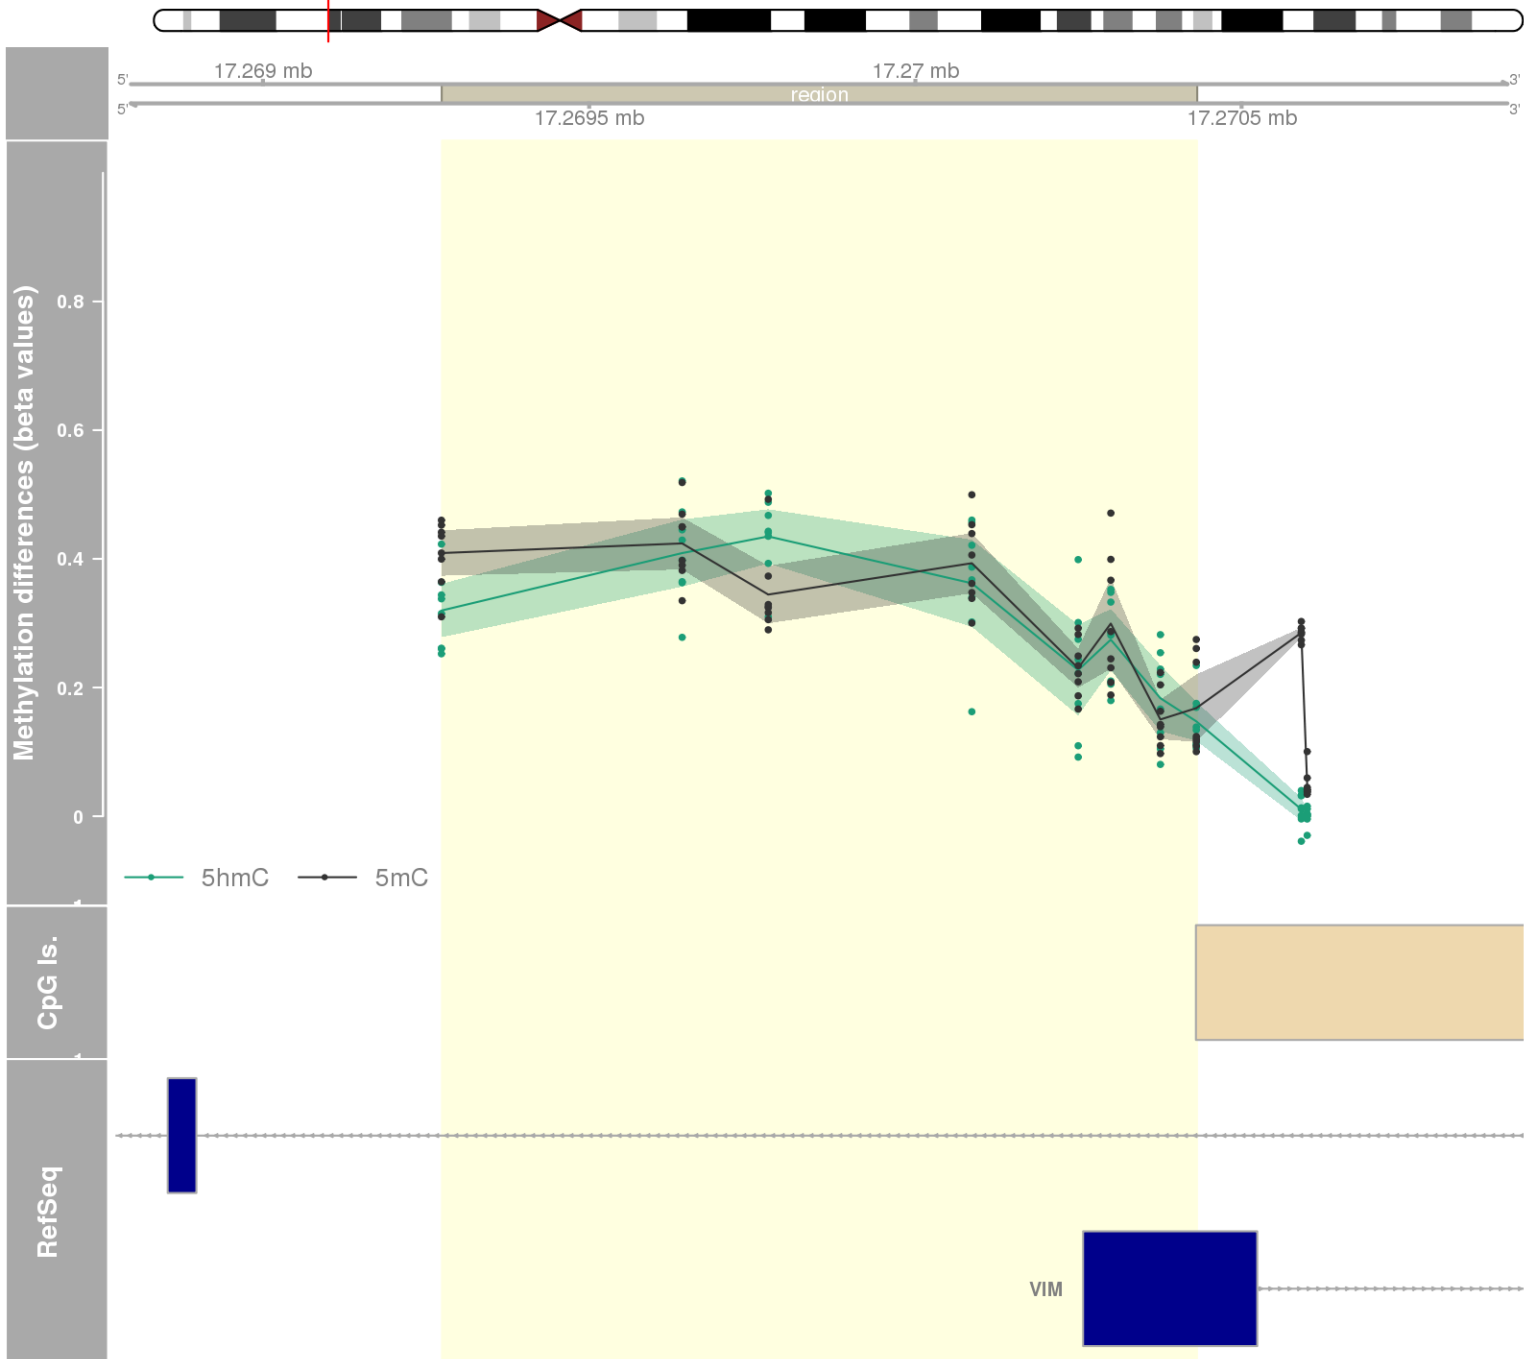 17.269 mb
17.27 mb
5'
3'
region
5'
3'
17.2695 mb
17.2705 mb
Methylation differences (beta values)
0.8
0.6
0.4
0.2
0
5hmC
5mC
CpG Is.
RefSeq
VIM